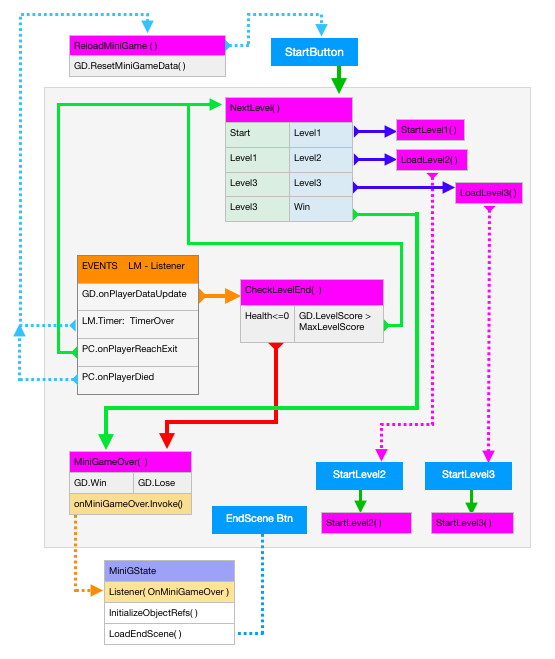 ReloadMiniGame ( )
GD.ResetMiniGameData( )
StartButton
NextLevel( )
Start Level1
Level1 Level2
Level3 Level3
Level3 Win
StartLevel1( )
LoadLevel2( )
LoadLevel3( )
EVENTS LM - Listener
GD.onPlayerDataUpdate
LM.Timer: TimerOver
PC.onPlayerReachExit
PC.onPlayerDied
CheckLevelEnd( )
Health<=0 GD.LevelScore >
MaxLevelScore
MiniGameOver( )
GD.Win GD.Lose
onMiniGameOver.Invoke()
StartLevel2
StartLevel3
StartLevel2( )
StartLevel3( )
EndScene Btn
MiniGState
Listener( OnMiniGameOver )
InitializeObjectRefs( )
LoadEndScene( )